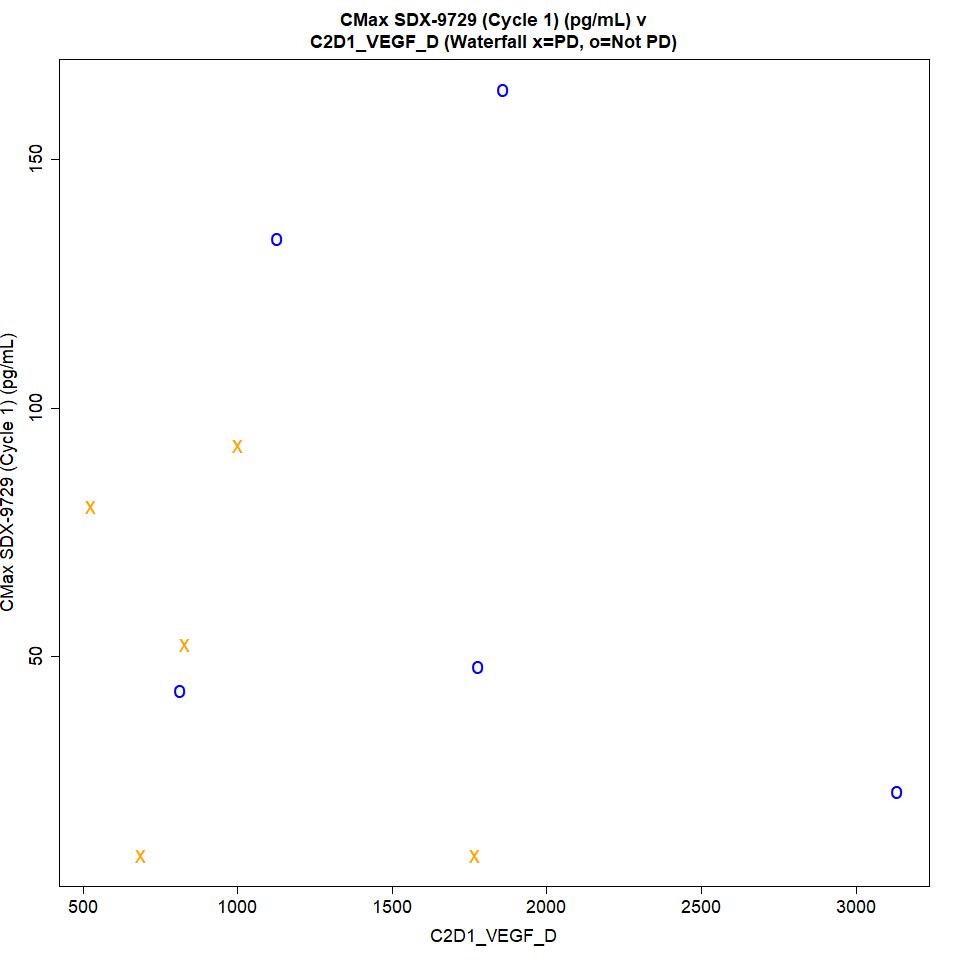 CMax SDX-9729 (Cycle 1) (pg/mL) v
C2D1_VEGF_D (Waterfall x=PD, o=Not PD)
CMax SDX-9729 (Cycle 1) (pg/mL)
150
100
50
O
O
X
X
X
O
O
O
X
X
500 1000 1500 2000 2500 3000
C2D1_VEGF_D